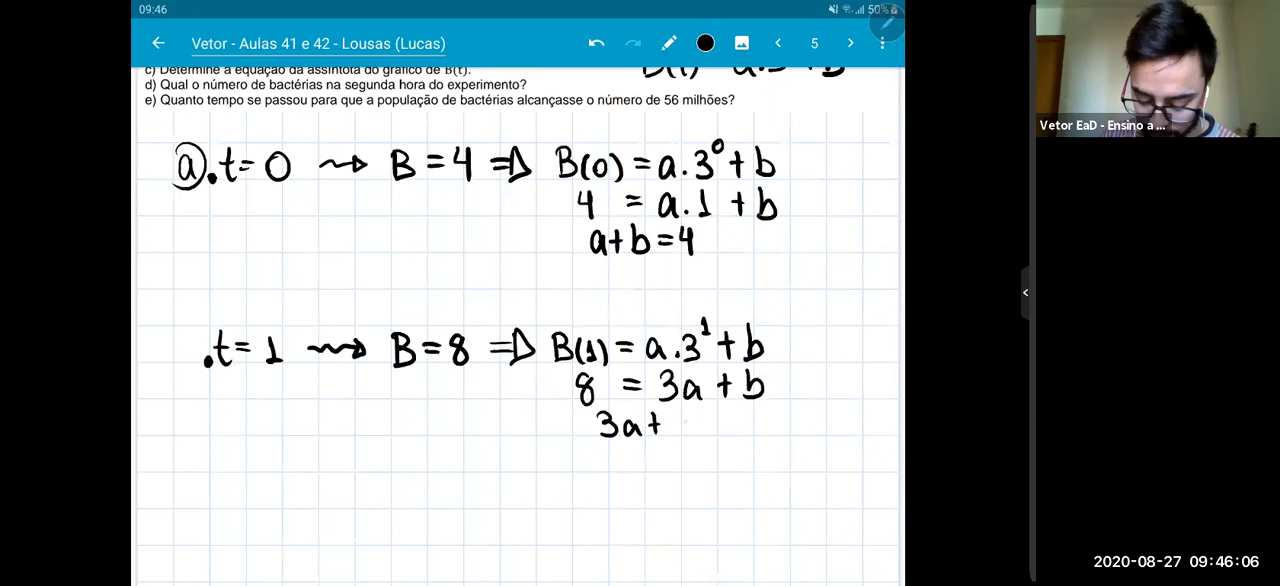 09:46
50%
Vetor - Aulas 41 e 42 - Lousas (Lucas)
5
c) Determine a equação da assíntota do gráfico de B(t).
d) Qual o número de bactérias na segunda hora do experimento?
e) Quanto tempo se passou para que a população de bactérias alcançasse o número de 56 milhões?
Vetor EaD - Ensino a ...
a . t = 0 ⇝ B = 4 ⇒ B(0) = a . 3⁰ + b
4 = a . 1 + b
a + b = 4
. t = 1 ⇝ B = 8 ⇒ B(1) = a . 3¹ + b
8 = 3a + b
3a +
2020-08-27 09:46:06